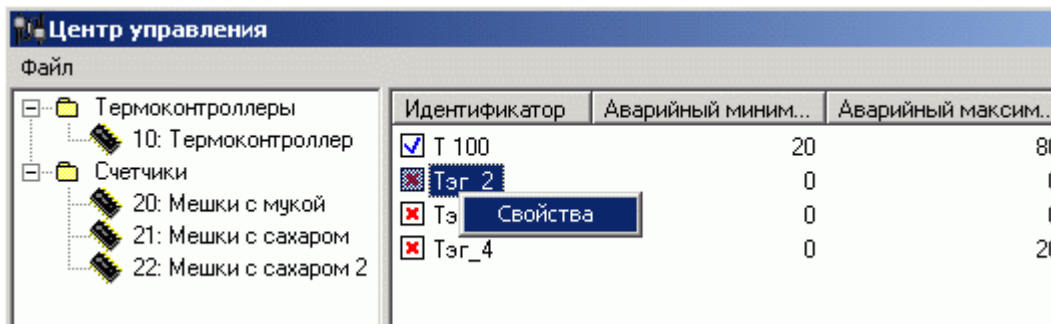 Центр управления
Файл
Термоконтроллеры
10: Термоконтроллер
Счетчики
20: Мешки с мукой
21: Мешки с сахаром
22: Мешки с сахаром 2
Идентификатор Аварийный миним... Аварийный максим...
T 100 20
Тэг_2 0
Свойства
0
Тэг_4 0